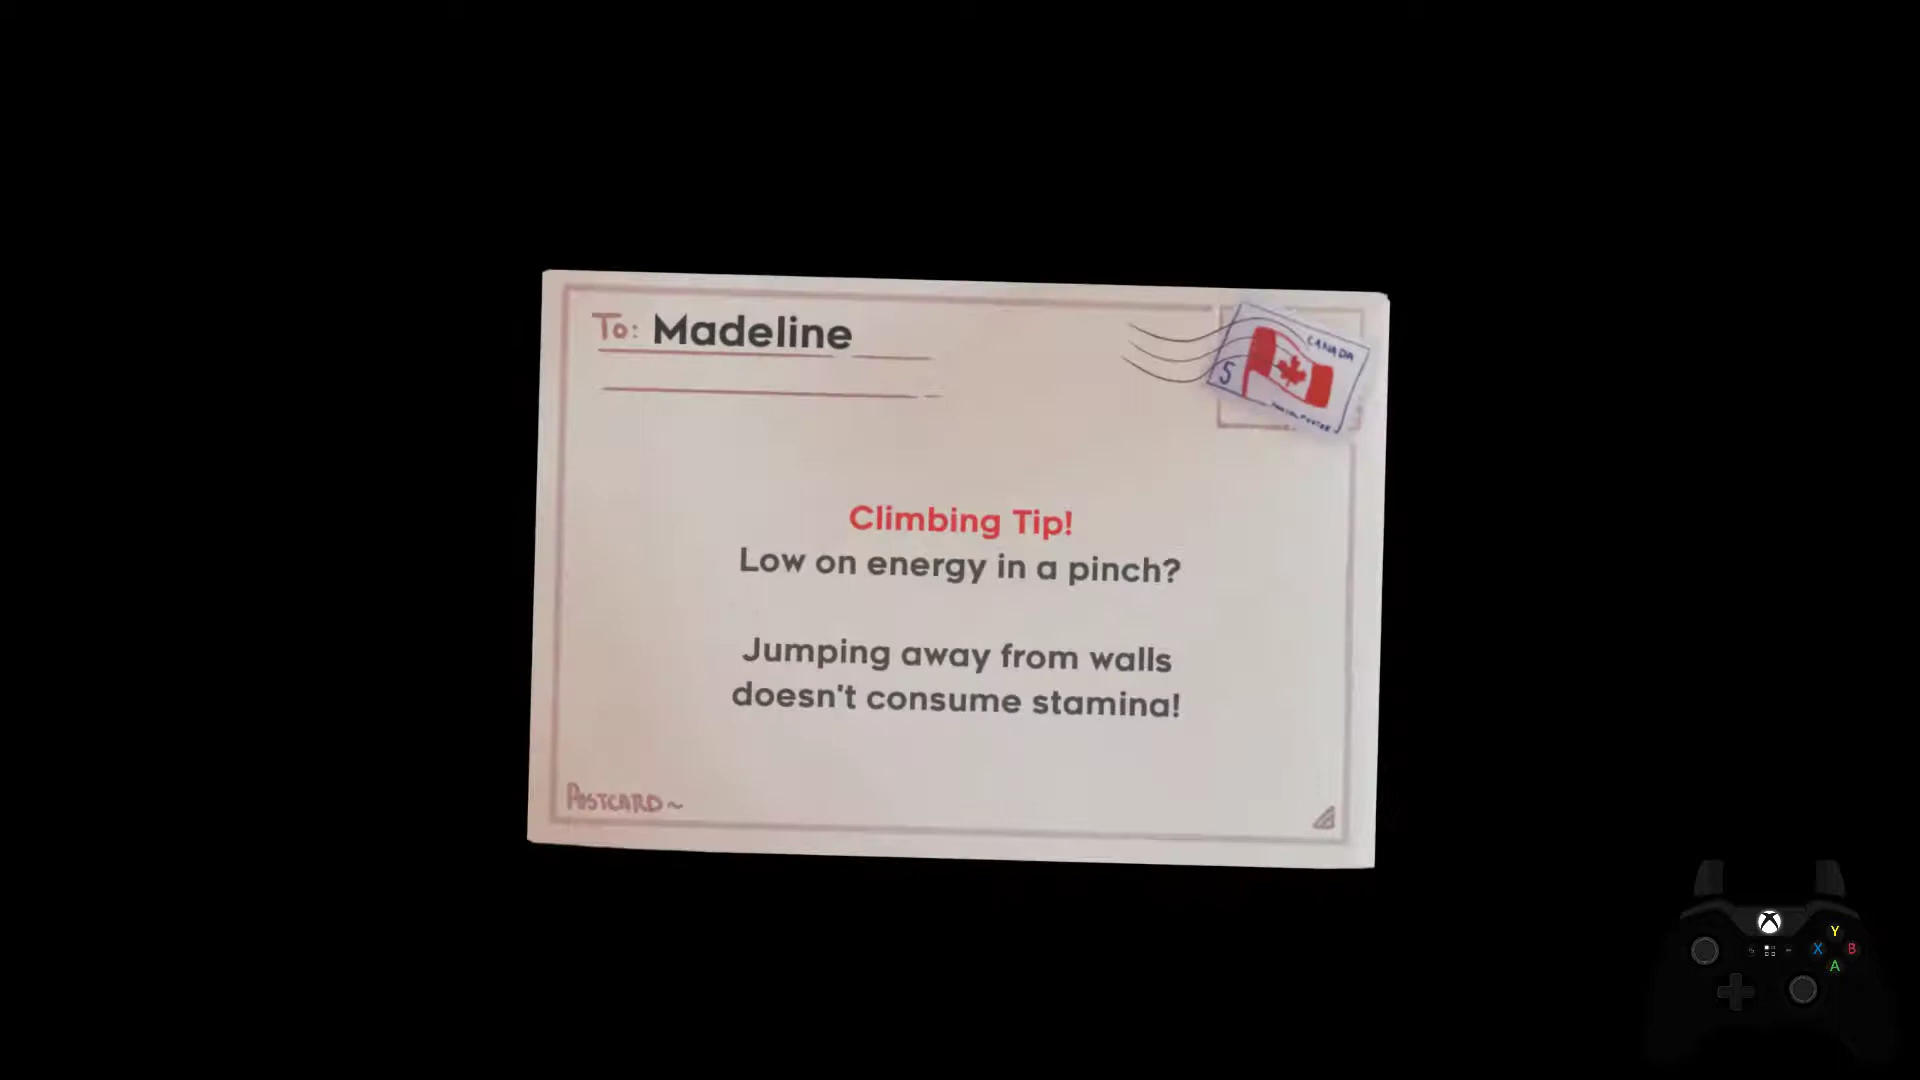 To: Madeline
CANADA
5
Climbing Tip!
Low on energy in a pinch?
Jumping away from walls
doesn't consume stamina!
POSTCARD~
Y
X B
A